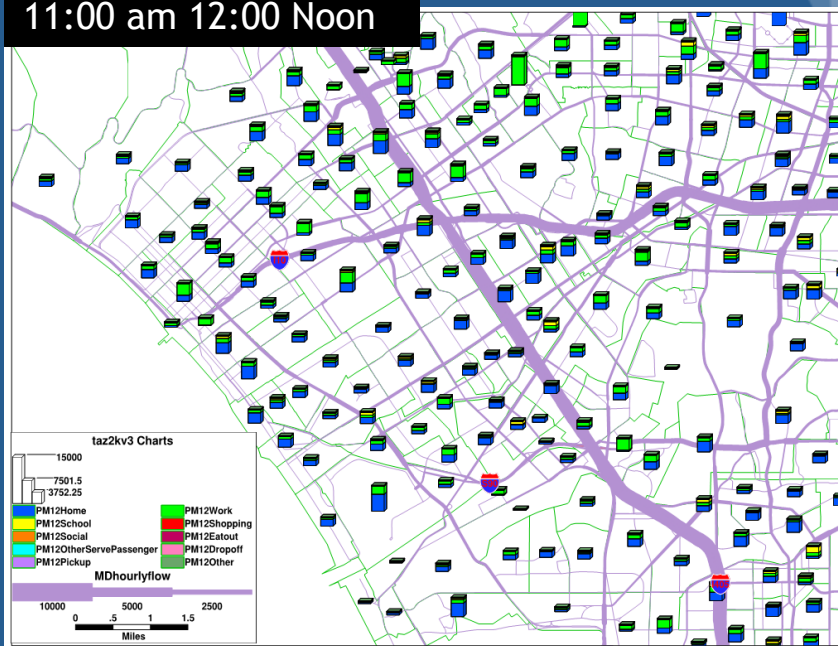 11:00 am 12:00 Noon
taz2kv3 Charts
15000
7501.5
3752.25
PM12Home PM12Work
PM12School PM12Shopping
PM12Social PM12Eatout
PM12OtherServePassenger PM12Dropoff
PM12Pickup PM12Other
MDhourlyflow
10000 5000 2500
0 .5 1 1.5
Miles